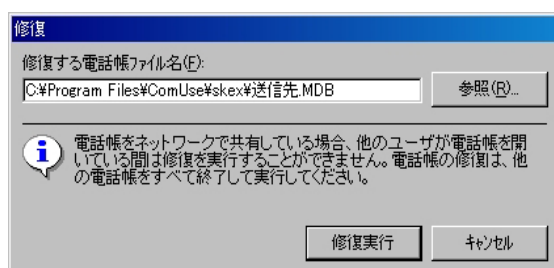 修復
修復する電話帳ファイル名(F):
C:¥Program Files¥ComUse¥skex¥送信先.MDB
参照(R)...
電話帳をネットワークで共有している場合、他のユーザが電話帳を開
いている間は修復を実行することができません。電話帳の修復は、他
の電話帳をすべて終了して実行してください。
修復実行
キャンセル